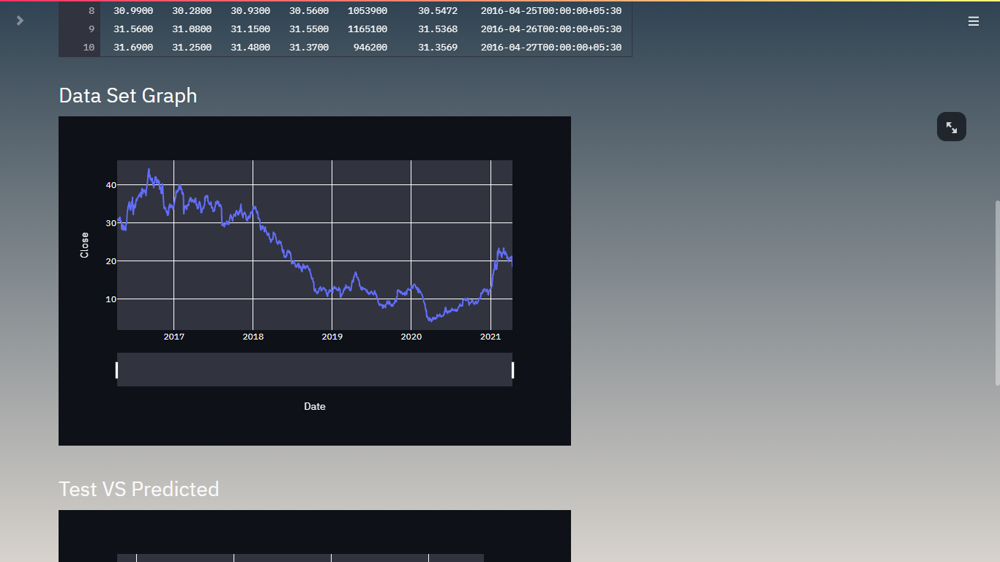 8 30.9900 30.2800 30.9300 30.5600 1053900 30.5472 2016-04-25T00:00:00+05:30
9 31.5600 31.0800 31.1500 31.5500 1165100 31.5368 2016-04-26T00:00:00+05:30
10 31.6900 31.2500 31.4800 31.3700 946200 31.3569 2016-04-27T00:00:00+05:30
Data Set Graph
40
30
20
10
Close
2017 2018 2019 2020 2021
Date
Test VS Predicted